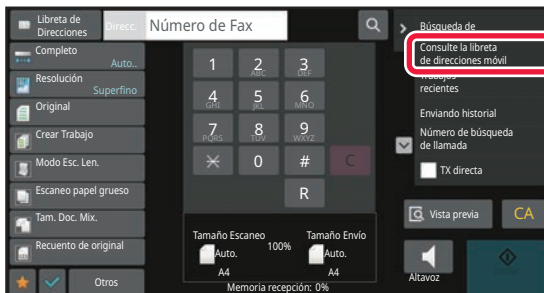 Libreta de
Direcciones
Direcc.
Número de Fax
Completo
Auto..
Resolución
Superfino
Original
Crear Trabajo
Modo Esc. Len.
Escaneo papel grueso
Tam. Doc. Mix.
Recuento de original
Otros
1
2
ABC
3
DEF
4
GHI
5
JKL
6
MNO
7
PQRS
8
TUV
9
WXYZ
0
#
C
R
Tamaño Escaneo
Tamaño Envío
Auto.
100%
Auto.
A4
A4
Memoria recepción: 0%
Búsqueda de
Consulte la libreta
de direcciones móvil
Trabajos
recientes
Enviando historial
Número de búsqueda
de llamada
TX directa
Vista previa
CA
Altavoz